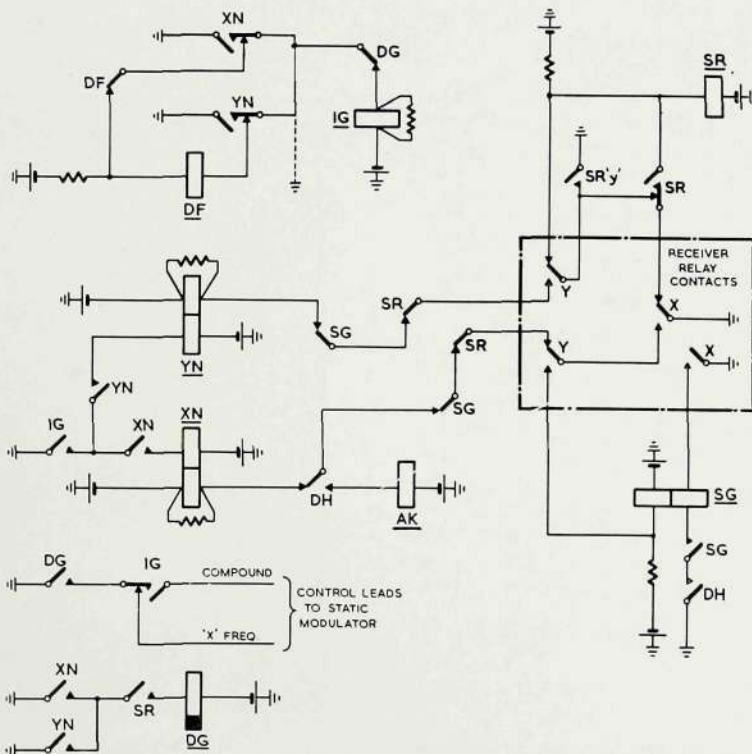 XN
DG
SR
DF
YN
IG
DF
SR'y'
SR
RECEIVER
RELAY
CONTACTS
Y
X
SR
SG
YN
SR
Y
X
SG
YN
XN
IG
XN
DH
AK
SG
SG
DH
DG
IG
COMPOUND
CONTROL LEADS
TO STATIC
MODULATOR
'X' FREQ.
XN
SR
YN
DG